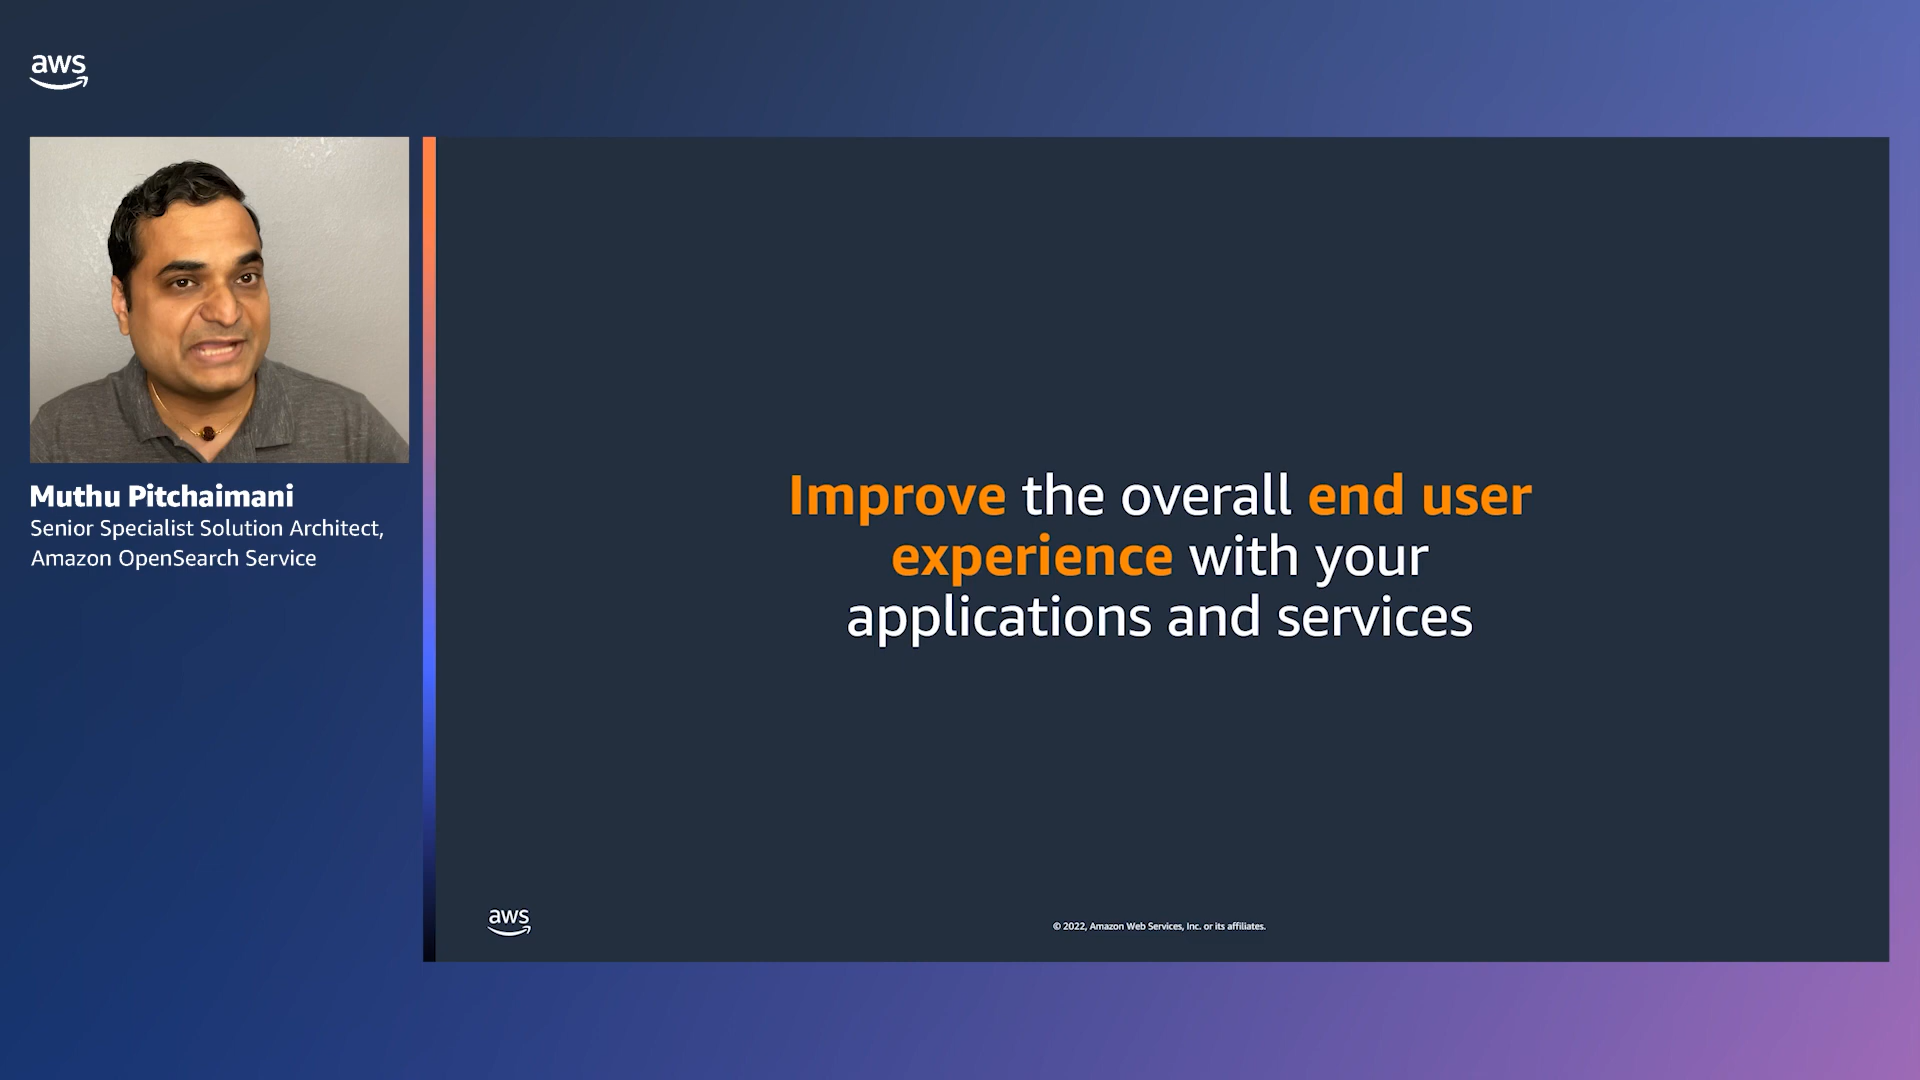 aws
Muthu Pitchaimani
Senior Specialist Solution Architect,
Amazon OpenSearch Service
Improve the overall end user
experience with your
applications and services
aws
© 2022, Amazon Web Services, Inc. or its affiliates.